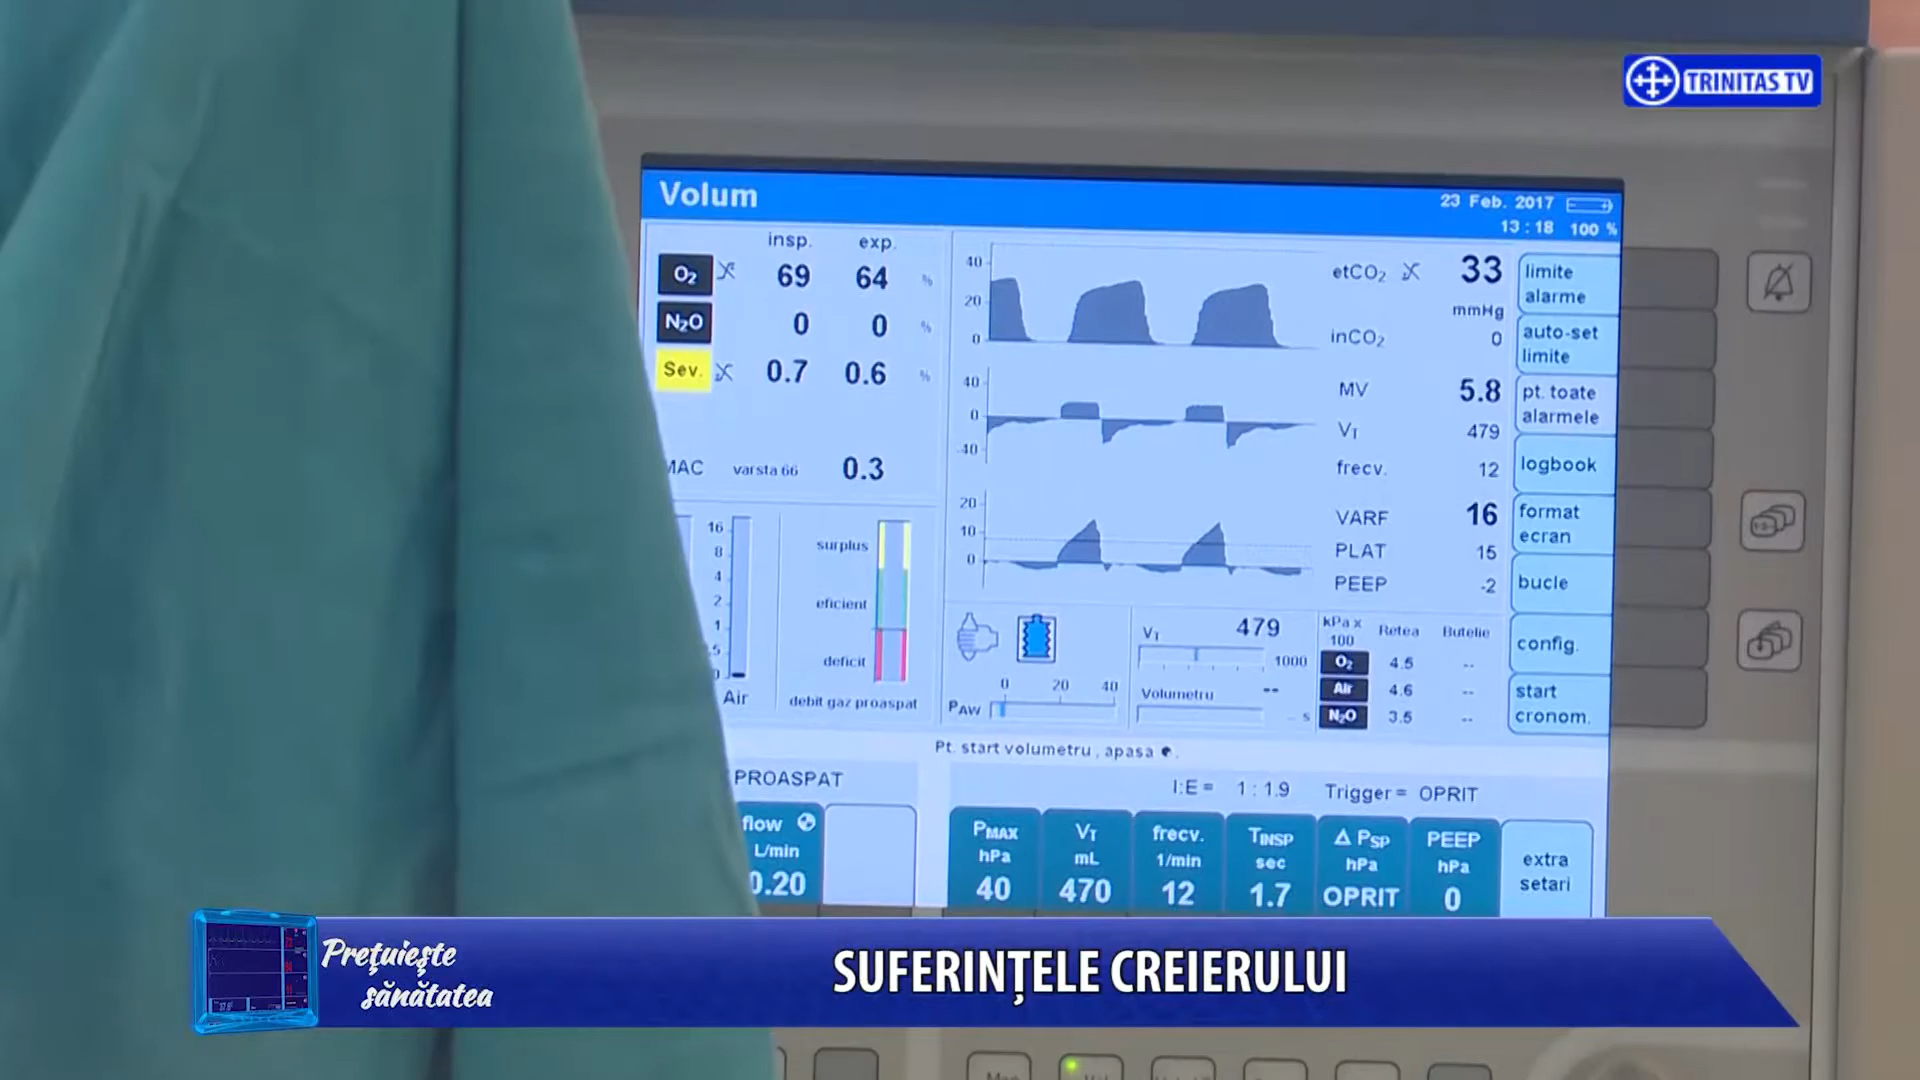 TRINITAS TV
Volum
23 Feb. 2017
13:18 100 %
insp. exp.
O₂ 69 64 %
N₂O 0 0 %
Sev. 0.7 0.6 %
MAC varsta 66 0.3
16
8
4
2
1
Air
surplus
eficient
deficit
debit gaz proaspat
40
20
0
40
0
-40
20
10
0
etCO₂ 33
mmHg
inCO₂ 0
MV 5.8
VT 479
frecv. 12
VARF 16
PLAT 15
PEEP -2
limite
alarme
auto-set
limite
pt. toate
alarmele
logbook
format
ecran
bucle
config.
start
cronom.
0 20 40
PAW
VT 479
1000
Volumetru --
-- s
kPa x
100 Retea Butelie
O₂ 4.5 --
Air 4.6 --
N₂O 3.5 --
Pt. start volumetru, apasa .
PROASPAT
I:E = 1:1.9 Trigger = OPRIT
flow
L/min
0.20
PMAX
hPa
40
VT
mL
470
frecv.
1/min
12
TINSP
sec
1.7
Δ PSP
hPa
OPRIT
PEEP
hPa
0
extra
setari
Prețuiește
sănătatea
SUFERINȚELE CREIERULUI